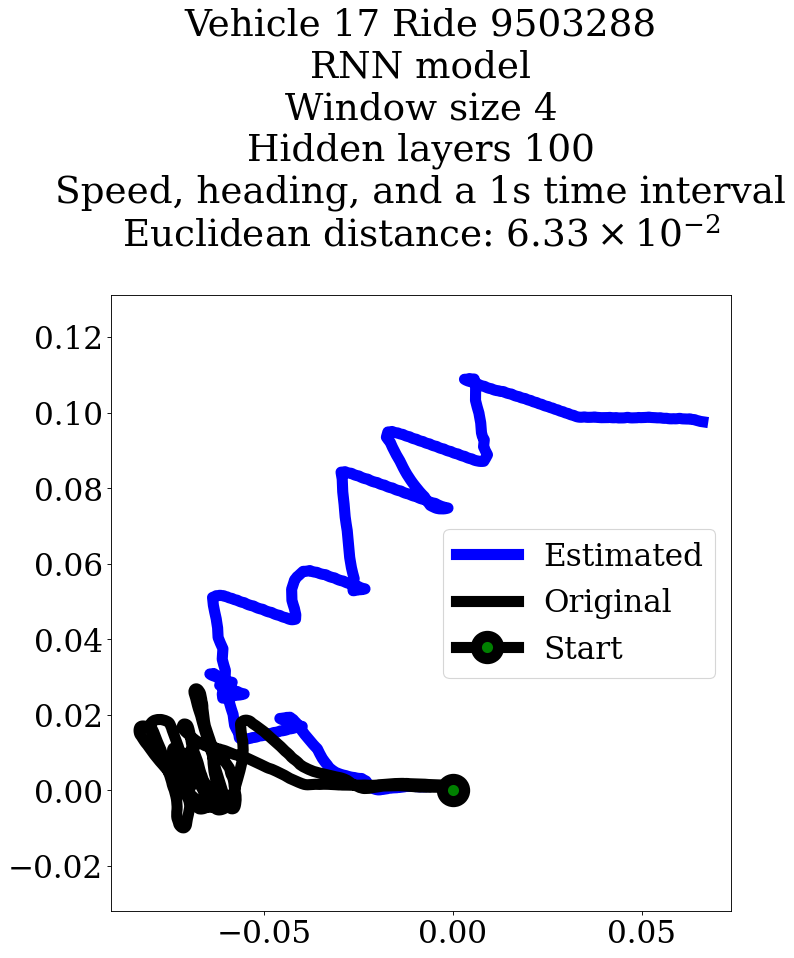 Vehicle 17 Ride 9503288
RNN model
Window size 4
Hidden layers 100
Speed, heading, and a 1s time interval
Euclidean distance: 6.33 × 10⁻²
0.12
0.10
0.08
0.06
0.04
0.02
0.00
−0.02
Estimated
Original
Start
−0.05
0.00
0.05